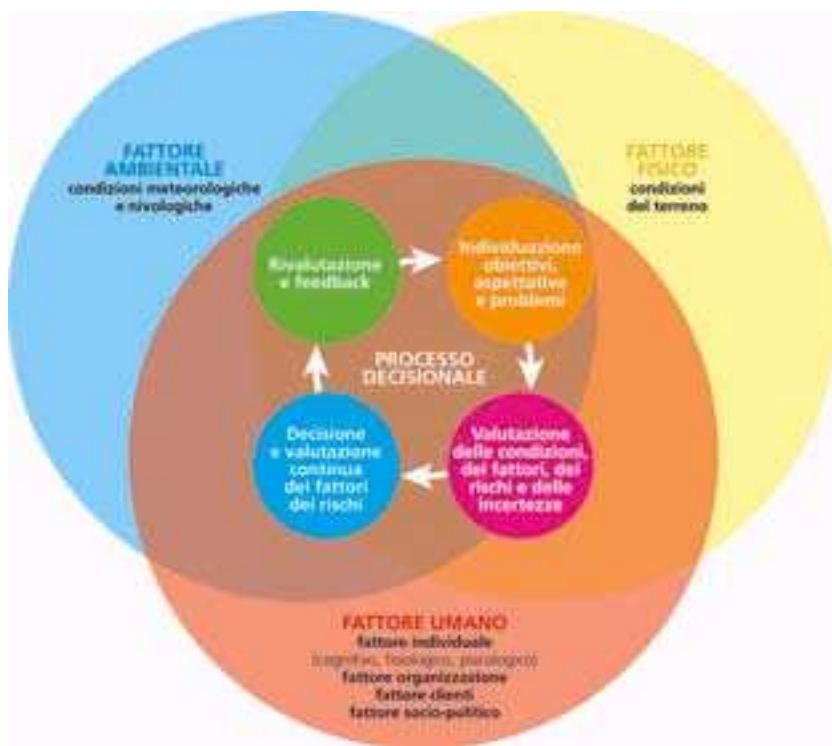 FATTORE
AMBIENTALE
condizioni meteorologiche
e nivologiche
FATTORE
FISICO
condizioni
del terreno
Rivalutazione
e feedback
Individuazione
obiettivi,
aspettative
e problemi
PROCESSO
DECISIONALE
Decisione
e valutazione
continua
dei fattori
dei rischi
Valutazione
delle condizioni,
dei fattori, dei
rischi e delle
incertezze
FATTORE UMANO
fattore individuale
(cognitivo, fisiologico, psicologico)
fattore organizzazione
fattore clienti
fattore socio-politico